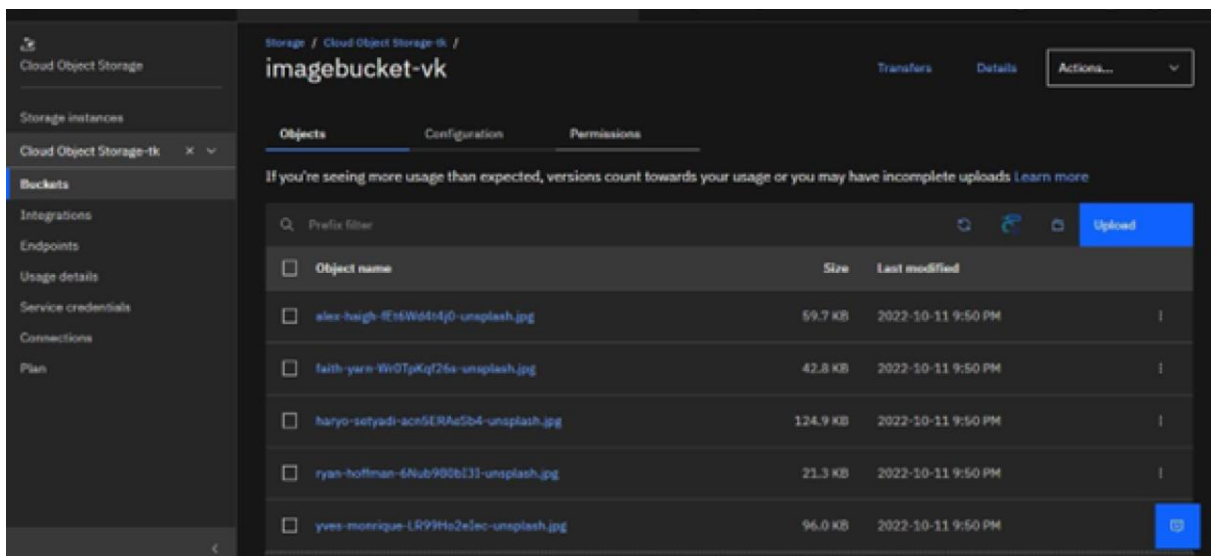 Cloud Object Storage
Storage instances
Cloud Object Storage-tk
Buckets
Integrations
Endpoints
Usage details
Service credentials
Connections
Plan
Storage / Cloud Object Storage-tk /
imagebucket-vk
Transfers Details Actions...
Objects Configuration Permissions
If you're seeing more usage than expected, versions count towards your usage or you may have incomplete uploads Learn more
Prefix filter Upload
Object name Size Last modified
59.7 KB 2022-10-11 9:50 PM
42.8 KB 2022-10-11 9:50 PM
124.9 KB 2022-10-11 9:50 PM
21.3 KB 2022-10-11 9:50 PM
96.0 KB 2022-10-11 9:50 PM